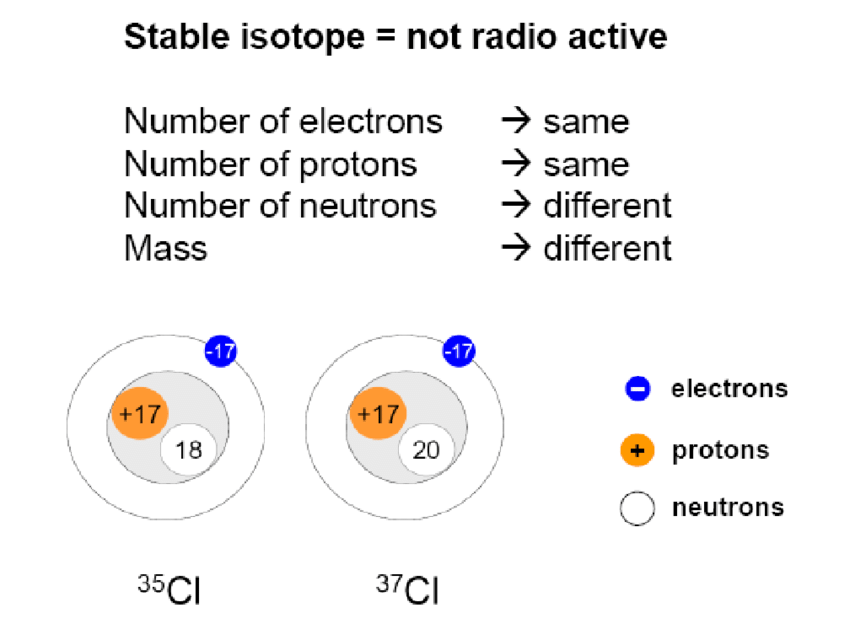 Stable isotope = not radio active
Number of electrons → same
Number of protons → same
Number of neutrons → different
Mass → different
-17 -17
+17 +17
18 20
− electrons
+ protons
neutrons
³⁵Cl ³⁷Cl